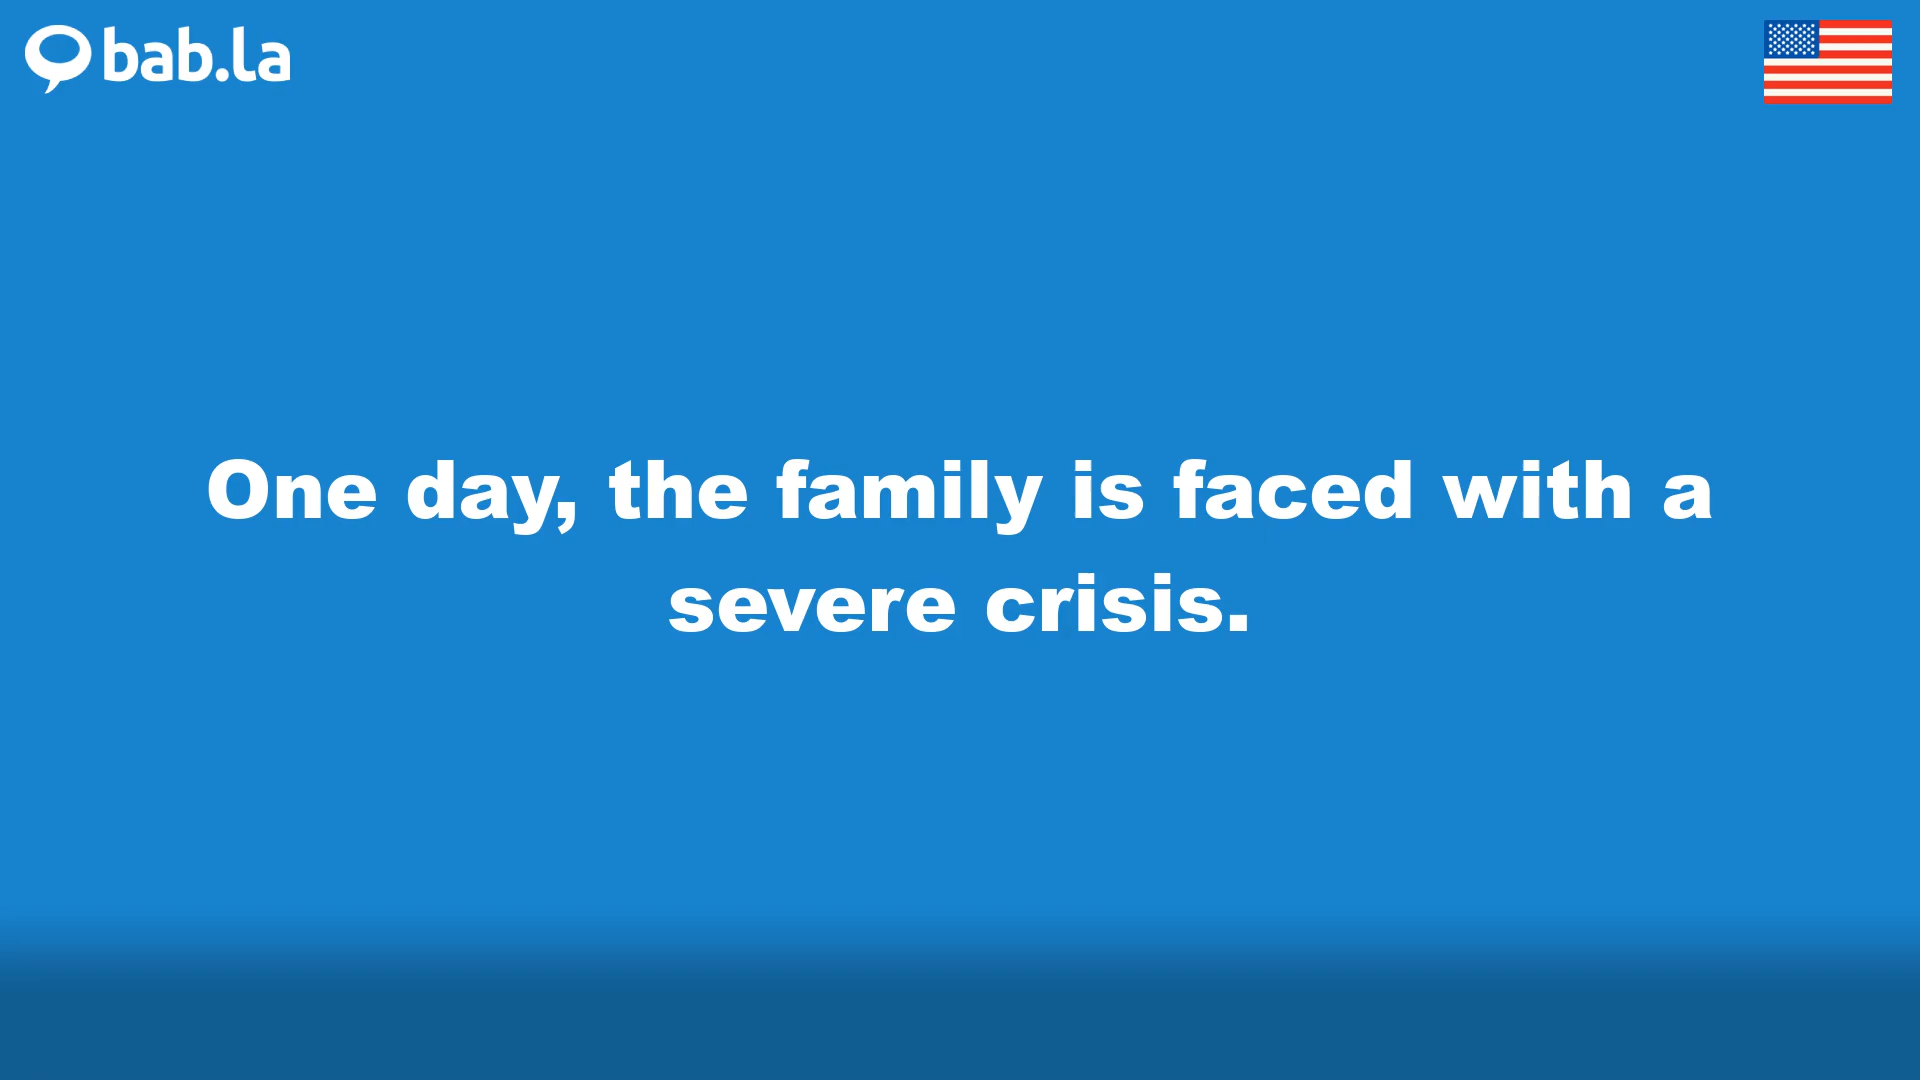 bab.la
One day, the family is faced with a
severe crisis.